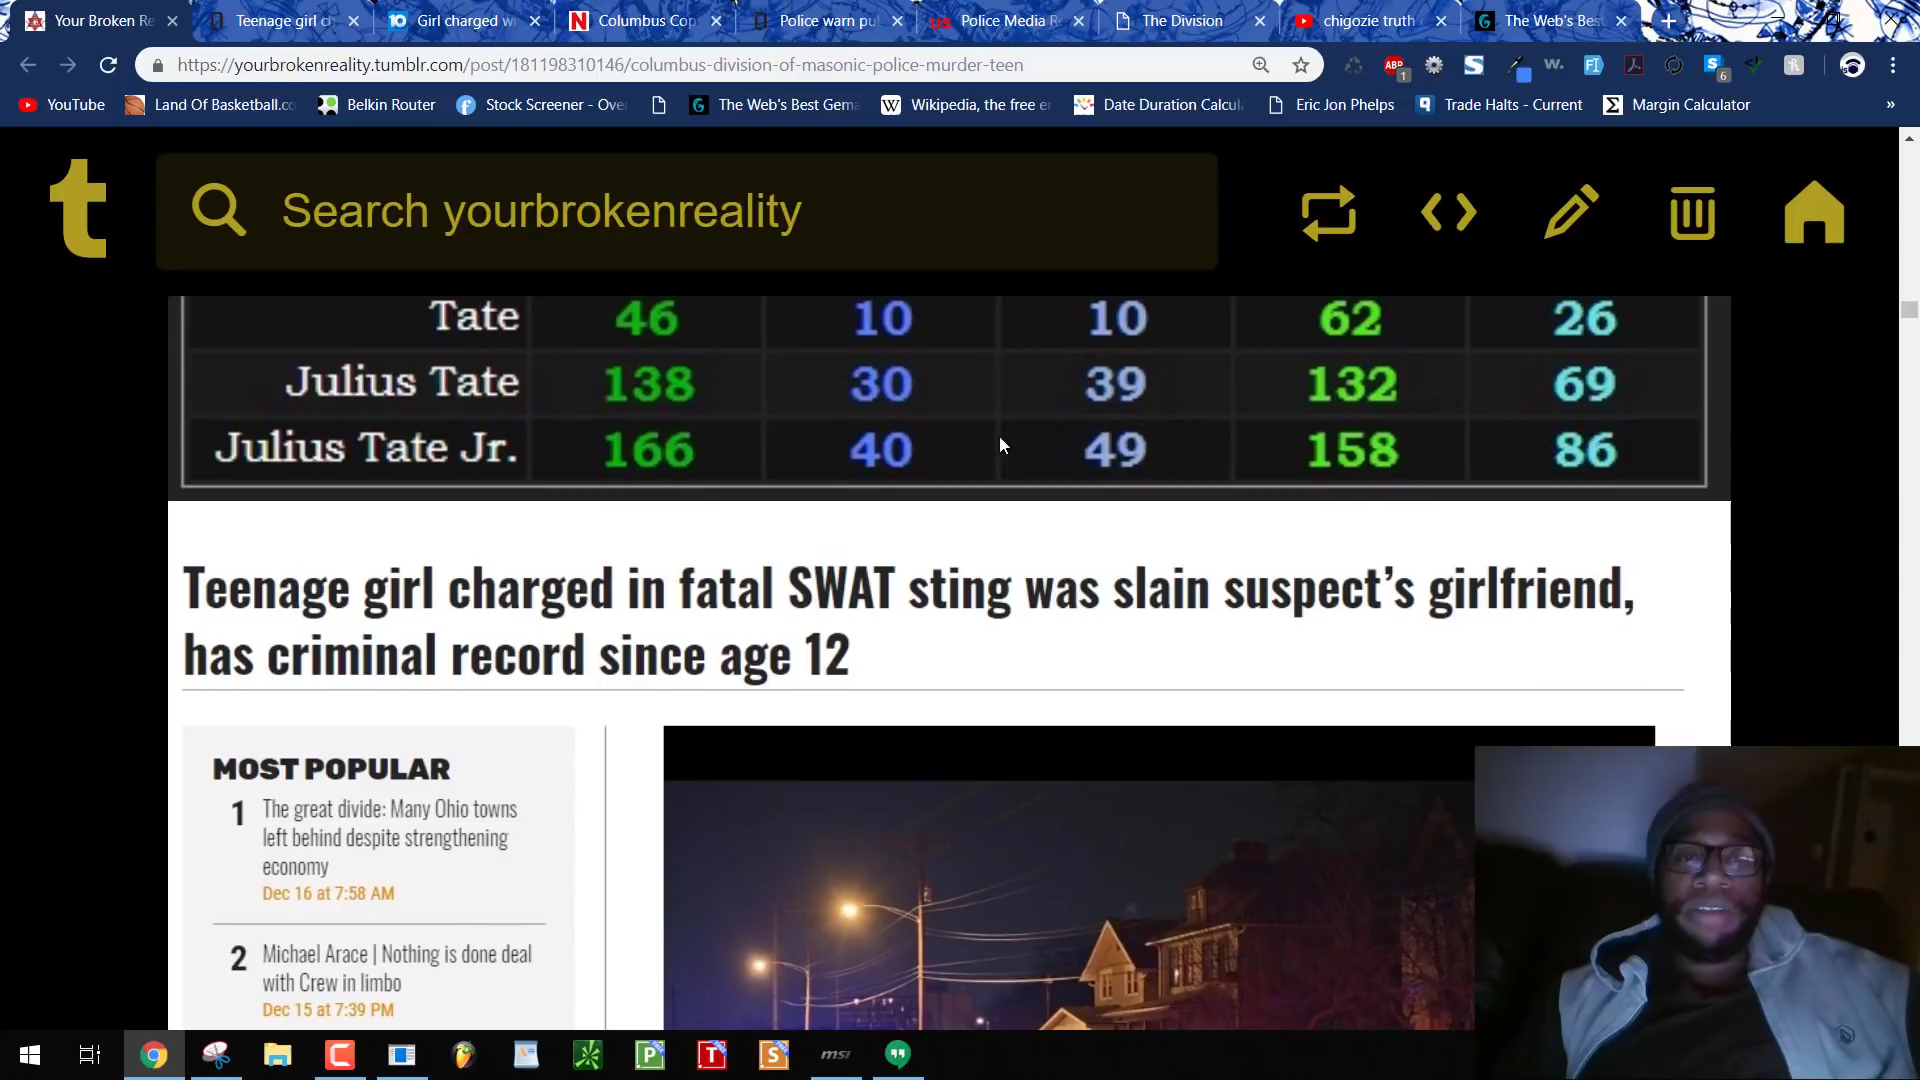 Your Broken Re
Teenage girl cl
Girl charged w
Columbus Cop
Police warn pul
Police Media R
The Division
chigozie truth
The Web's Best
https://yourbrokenreality.tumblr.com/post/181198310146/columbus-division-of-masonic-police-murder-teen
YouTube
Land Of Basketball.co
Belkin Router
Stock Screener - Ove
The Web's Best Gema
Wikipedia, the free e
Date Duration Calcul
Eric Jon Phelps
Trade Halts - Current
Margin Calculator
Search yourbrokenreality
Tate 46 10 10 62 26
Julius Tate 138 30 39 132 69
Julius Tate Jr. 166 40 49 158 86
Teenage girl charged in fatal SWAT sting was slain suspect’s girlfriend,
has criminal record since age 12
MOST POPULAR
1 The great divide: Many Ohio towns
left behind despite strengthening
economy
Dec 16 at 7:58 AM
2 Michael Arace | Nothing is done deal
with Crew in limbo
Dec 15 at 7:39 PM
msi